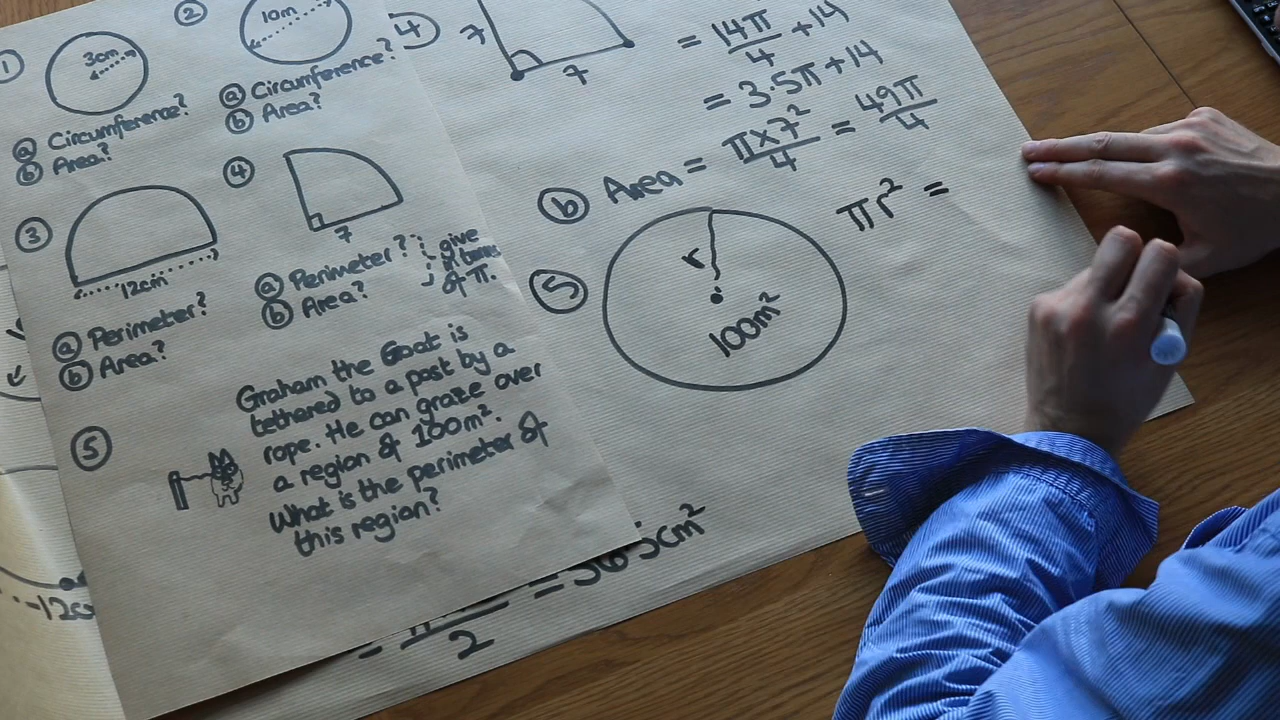 ①
3cm
ⓐ Circumference?
ⓑ Area?
②
10m
ⓐ Circumference?
ⓑ Area?
③
12cm
ⓐ Perimeter?
ⓑ Area?
④
7
ⓐ Perimeter?
ⓑ Area?
give
in terms
of π.
⑤
Graham the Goat is
tethered to a post by a
rope. He can graze over
a region of 100m².
What is the perimeter of
this region?
④
7
7
= 14π/4 + 14
= 3.5π + 14
ⓑ Area = π×7²/4 = 49π/4
⑤
r
100m²
πr² =
2